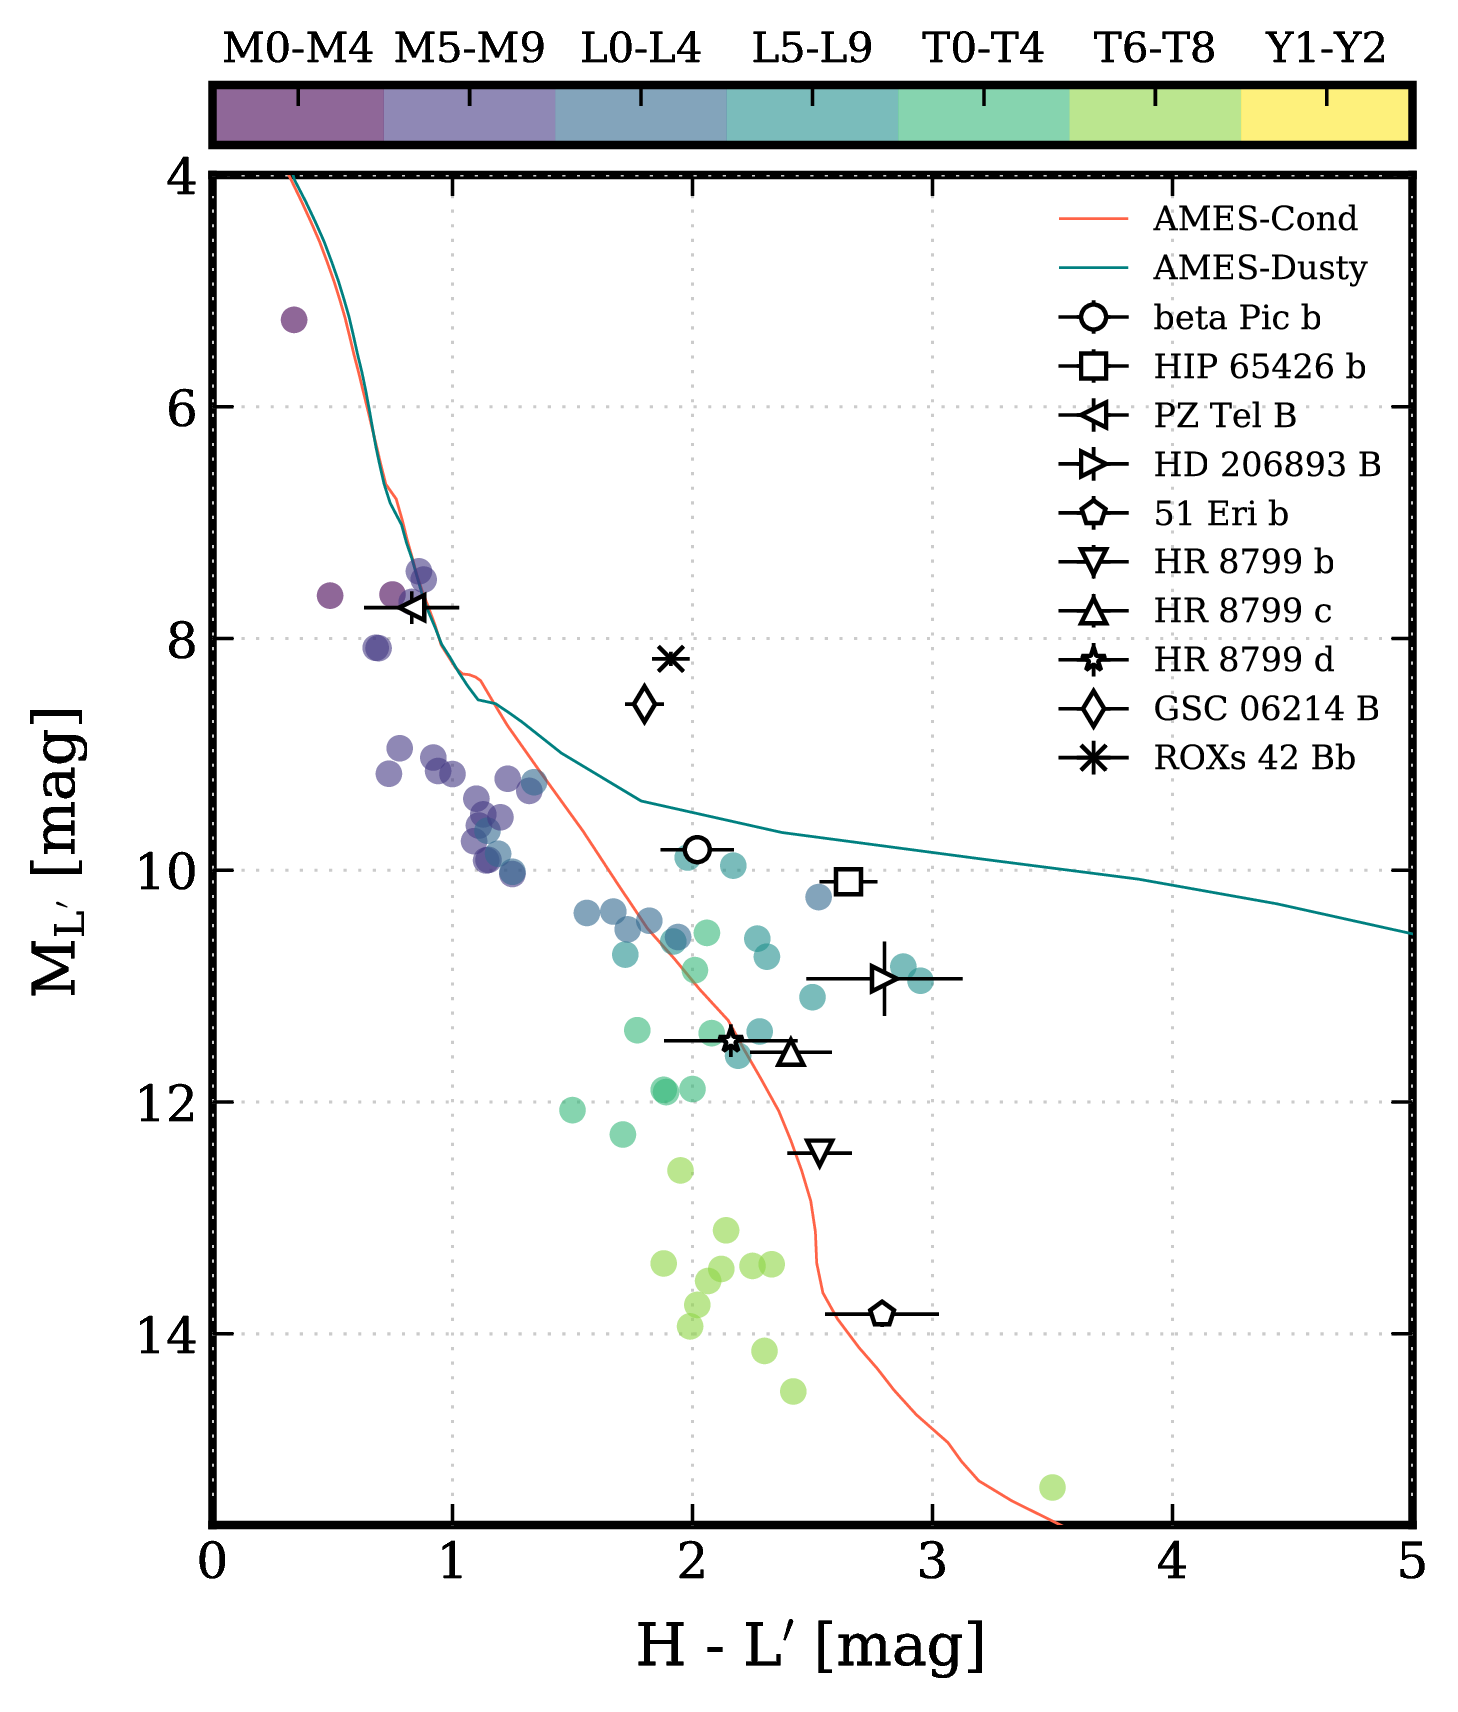 M0-M4 M5-M9 L0-L4 L5-L9 T0-T4 T6-T8 Y1-Y2
4
6
8
10
12
14
M_L′ [mag]
AMES-Cond
AMES-Dusty
beta Pic b
HIP 65426 b
PZ Tel B
HD 206893 B
51 Eri b
HR 8799 b
HR 8799 c
HR 8799 d
GSC 06214 B
ROXs 42 Bb
0 1 2 3 4 5
H - L′ [mag]